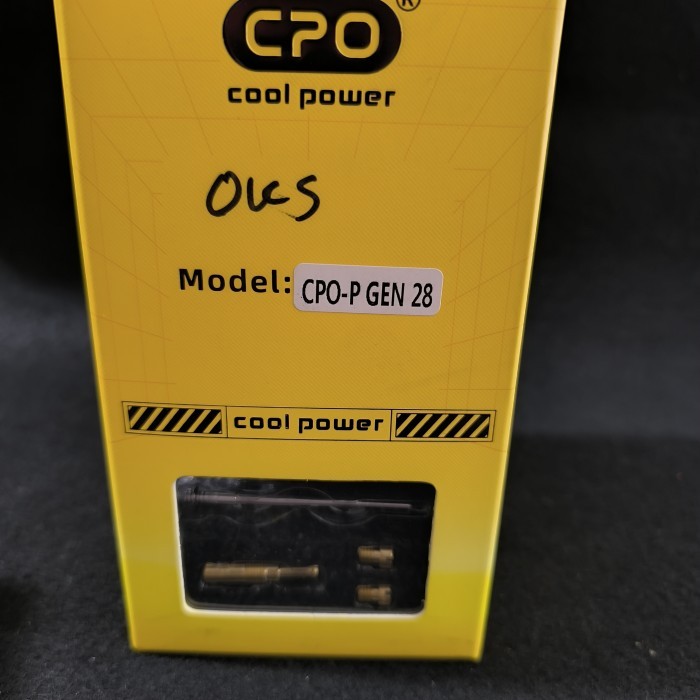 CPO®
cool power
OKS
Model: CPO-P GEN 28
cool power